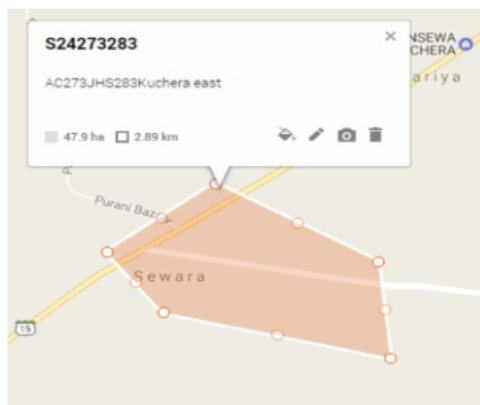 S24273283
NSEWA
CHERA
AC273JHS283Kuchera east
ariya
47.9 ha 2.89 km
Purani Bazar
Sewara
15